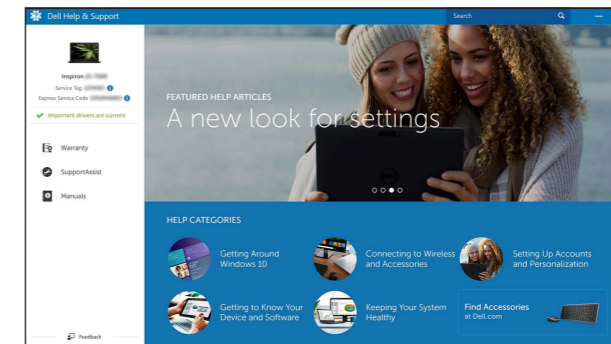 Dell Help & Support
Search
Inspiron
Service Tag
Express Service Code
Important drivers are current
Warranty
SupportAssist
Manuals
Feedback
FEATURED HELP ARTICLES
A new look for settings
HELP CATEGORIES
Getting Around
Windows 10
Connecting to Wireless
and Accessories
Setting Up Accounts
and Personalization
Getting to Know Your
Device and Software
Keeping Your System
Healthy
Find Accessories
at Dell.com